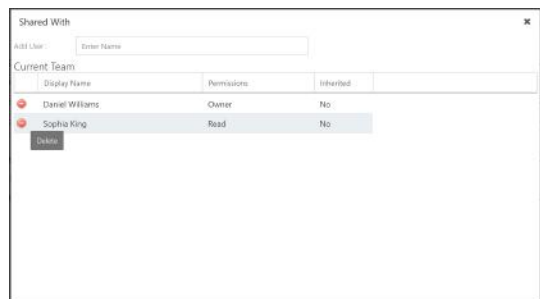 Shared With
Add User: Enter Name
Current Team
Display Name Permissions Inherited
Daniel Williams Owner No
Sophia King Read No
Delete